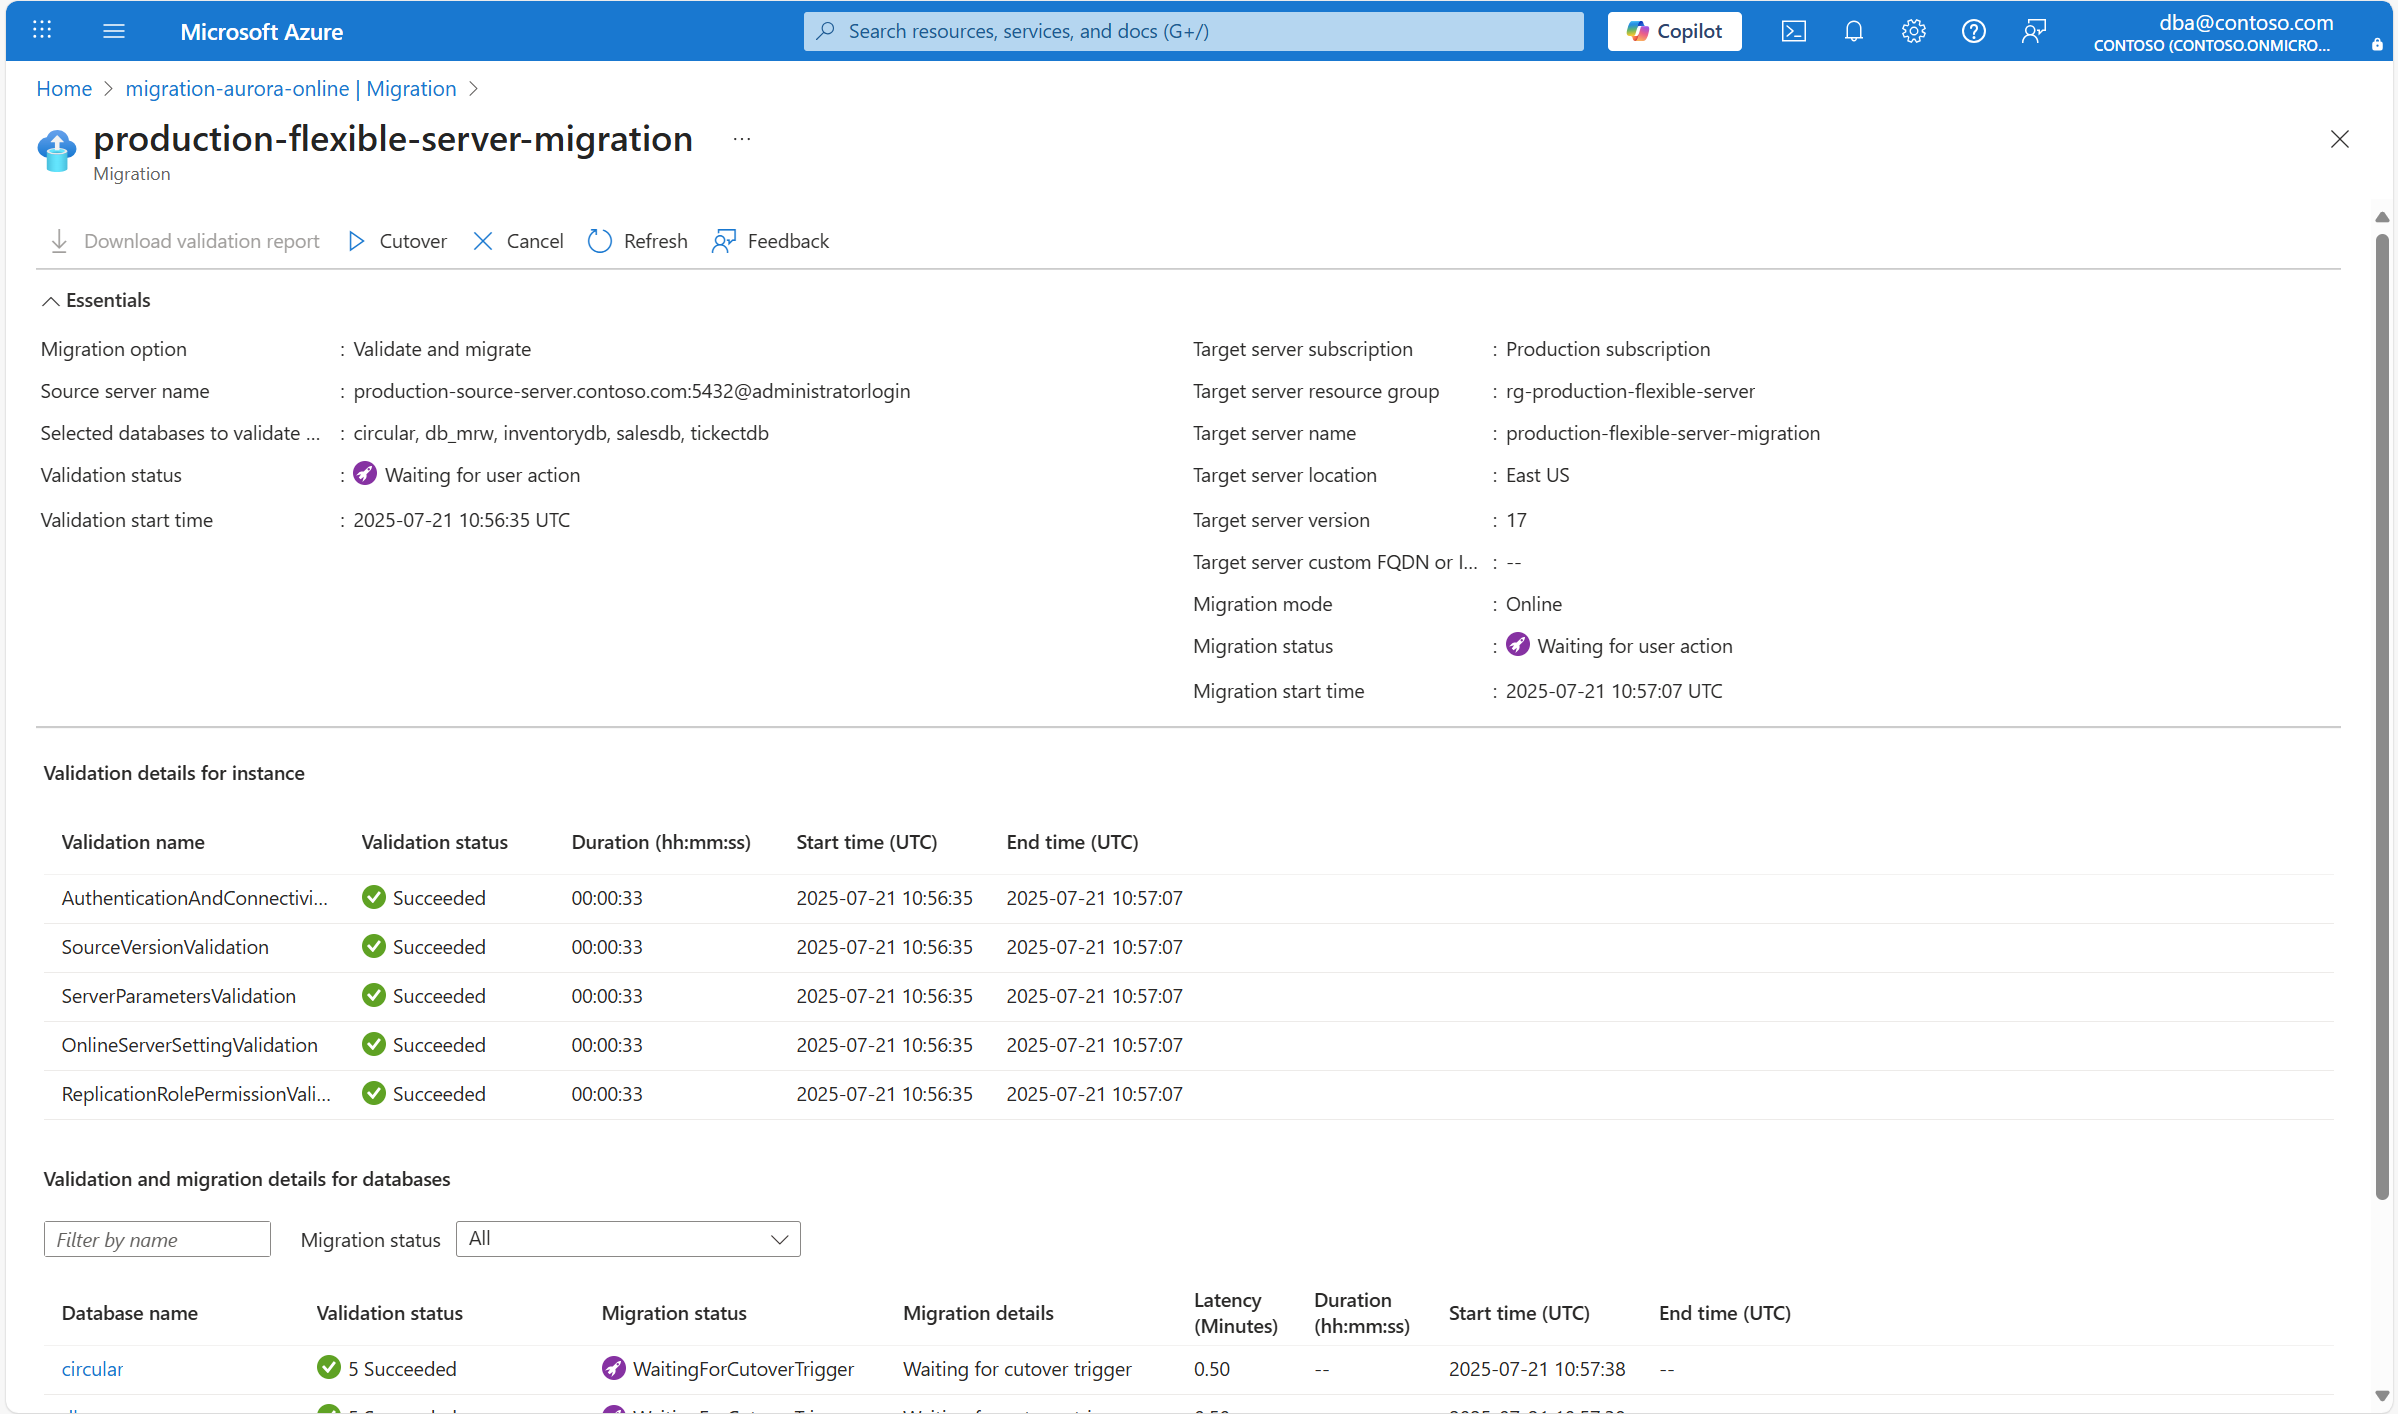 Microsoft Azure
Search resources, services, and docs (G+/)
Copilot
dba@contoso.com
CONTOSO (CONTOSO.ONMICRO...
Home > migration-aurora-online | Migration >
production-flexible-server-migration ...
Migration
Download validation report Cutover Cancel Refresh Feedback
Essentials
Migration option : Validate and migrate
Source server name : production-source-server.contoso.com:5432@administratorlogin
Selected databases to validate ... : circular, db_mrw, inventorydb, salesdb, tickectdb
Validation status : Waiting for user action
Validation start time : 2025-07-21 10:56:35 UTC
Target server subscription : Production subscription
Target server resource group : rg-production-flexible-server
Target server name : production-flexible-server-migration
Target server location : East US
Target server version : 17
Target server custom FQDN or I... : --
Migration mode : Online
Migration status : Waiting for user action
Migration start time : 2025-07-21 10:57:07 UTC
Validation details for instance
Validation name Validation status Duration (hh:mm:ss) Start time (UTC) End time (UTC)
AuthenticationAndConnectivi... Succeeded 00:00:33 2025-07-21 10:56:35 2025-07-21 10:57:07
SourceVersionValidation Succeeded 00:00:33 2025-07-21 10:56:35 2025-07-21 10:57:07
ServerParametersValidation Succeeded 00:00:33 2025-07-21 10:56:35 2025-07-21 10:57:07
OnlineServerSettingValidation Succeeded 00:00:33 2025-07-21 10:56:35 2025-07-21 10:57:07
ReplicationRolePermissionVali... Succeeded 00:00:33 2025-07-21 10:56:35 2025-07-21 10:57:07
Validation and migration details for databases
Filter by name Migration status All
Database name Validation status Migration status Migration details Latency (Minutes) Duration (hh:mm:ss) Start time (UTC) End time (UTC)
circular 5 Succeeded WaitingForCutoverTrigger Waiting for cutover trigger 0.50 -- 2025-07-21 10:57:38 --